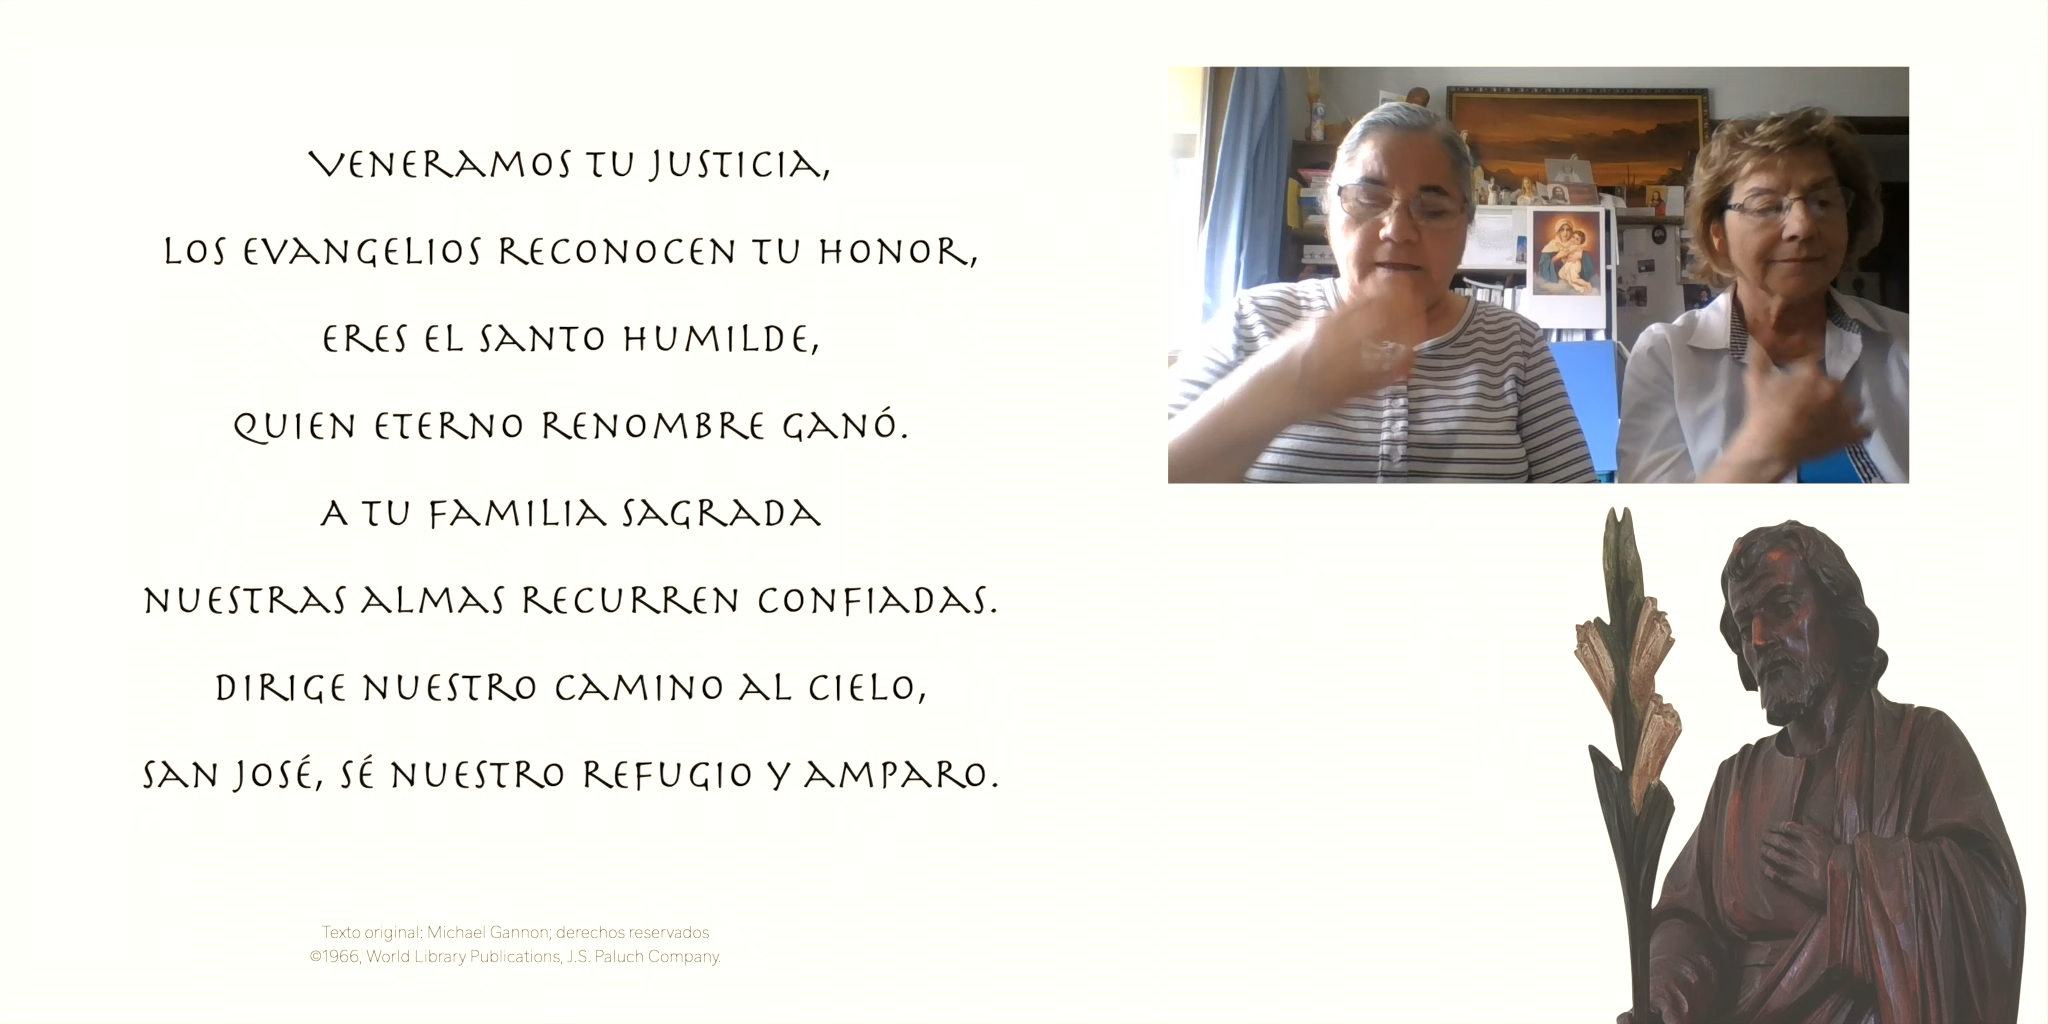 VENERAMOS TU JUSTICIA,
LOS EVANGELIOS RECONOCEN TU HONOR,
ERES EL SANTO HUMILDE,
QUIEN ETERNO RENOMBRE GANÓ.
A TU FAMILIA SAGRADA
NUESTRAS ALMAS RECURREN CONFIADAS.
DIRIGE NUESTRO CAMINO AL CIELO,
SAN JOSÉ, SÉ NUESTRO REFUGIO Y AMPARO.
Texto original: Michael Gannon; derechos reservados
©1966, World Library Publications, J.S. Paluch Company.